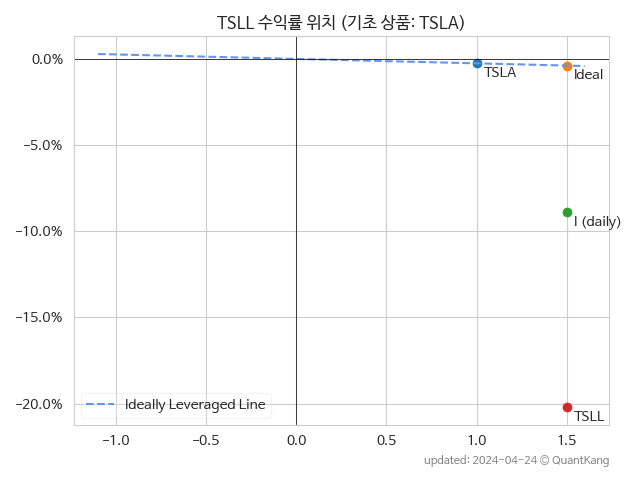 TSLL 수익률 위치 (기초 상품: TSLA)
0.0%
TSLA
Ideal
−5.0%
−10.0%
I (daily)
−15.0%
−20.0%
Ideally Leveraged Line
TSLL
−1.0 −0.5 0.0 0.5 1.0 1.5
updated: 2024-04-24 © QuantKang